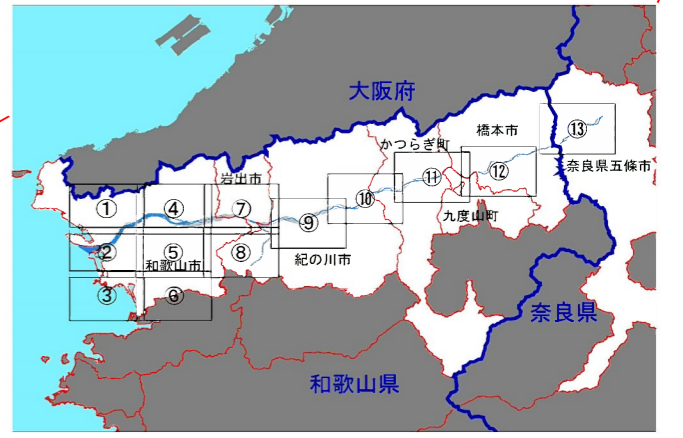 大阪府
橋本市
⑬
かつらぎ町
奈良県五條市
岩出市
⑪
⑫
⑩
①
④
⑦
九度山町
⑨
②
⑤
⑧
和歌山市
紀の川市
③
⑥
奈良県
和歌山県